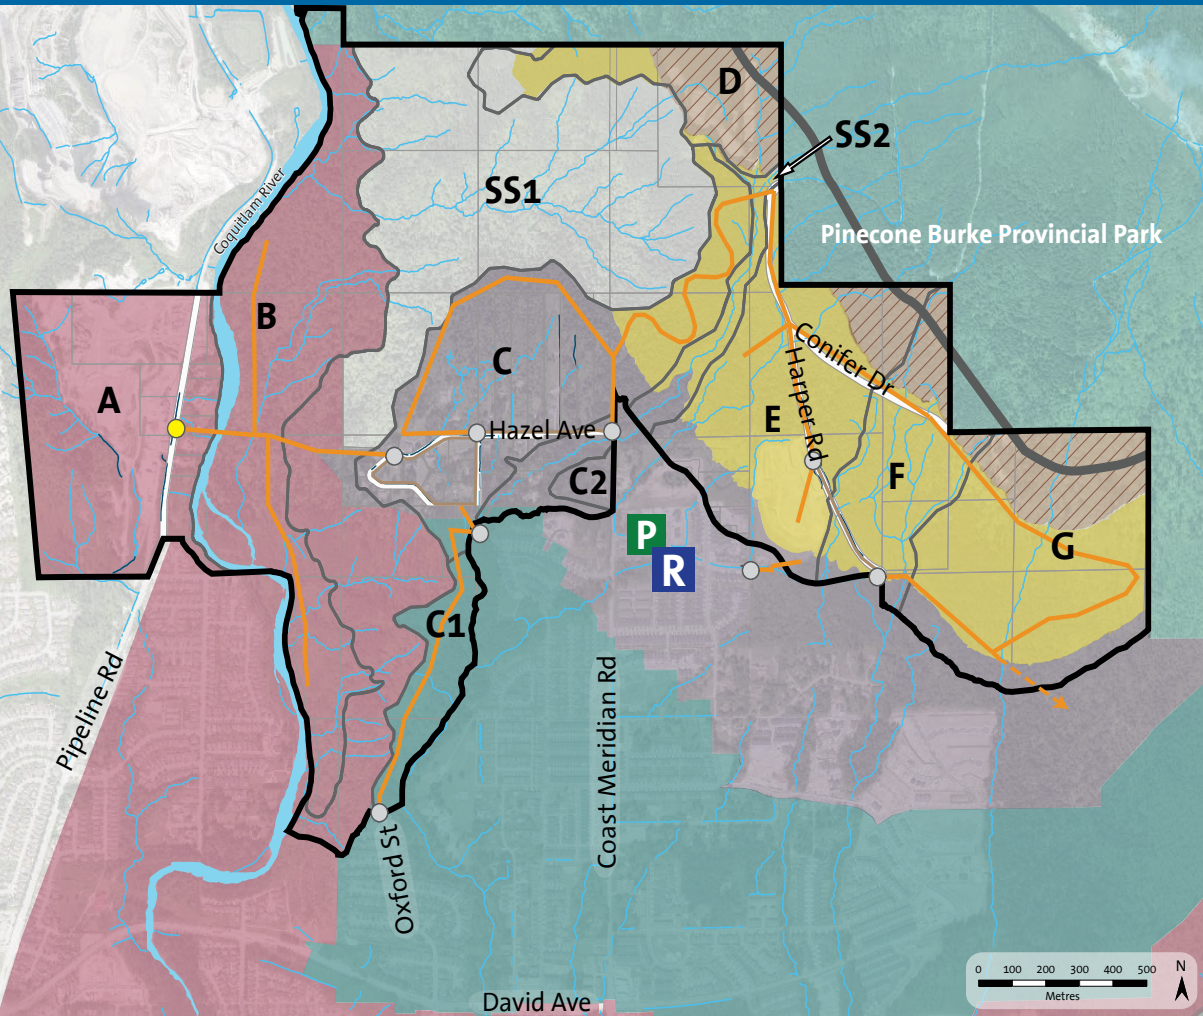 D
SS2
SS1
Coquitlam River
Pinecone Burke Provincial Park
B
Conifer Dr
C
Harper Rd
A
E
Hazel Ave
F
C2
P
G
R
C1
Pipeline Rd
Coast Meridian Rd
Oxford St
0 100 200 300 400 500
Metres
N
David Ave